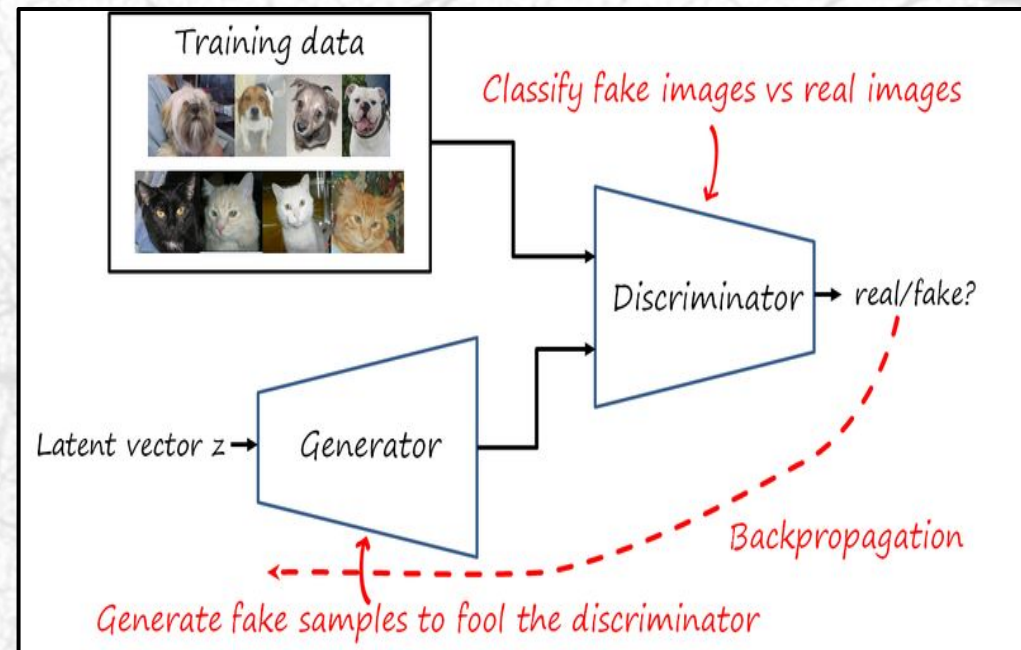 Training data
Classify fake images vs real images
Discriminator
real/fake?
Latent vector z
Generator
Backpropagation
Generate fake samples to fool the discriminator